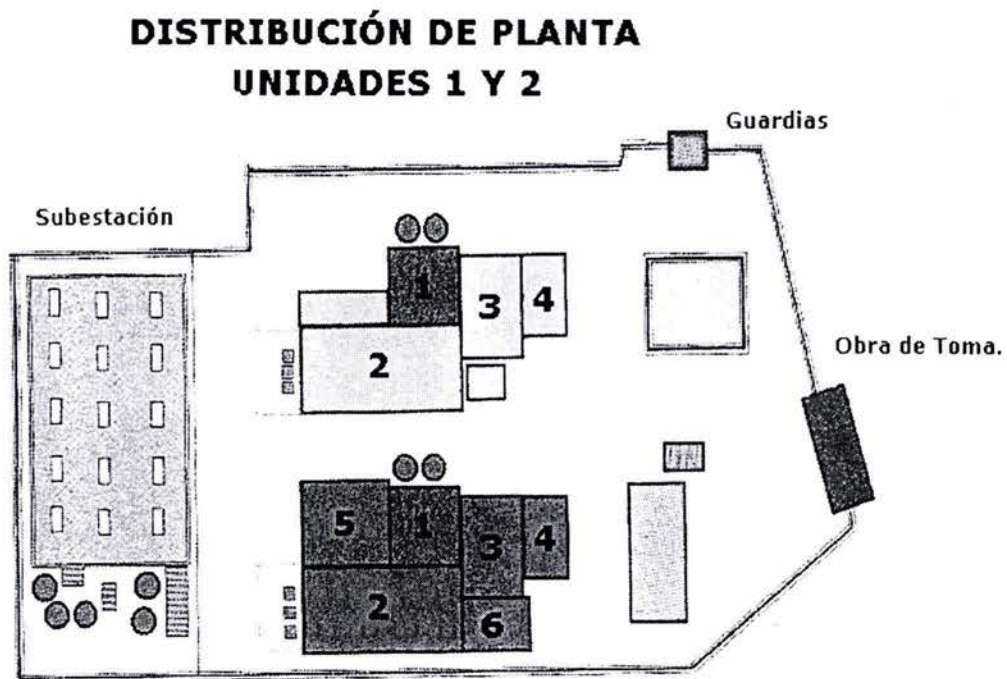 DISTRIBUCIÓN DE PLANTA
UNIDADES 1 Y 2
Guardias
Subestación
1
3
4
2
Obra de Toma.
5
1
3
4
2
6